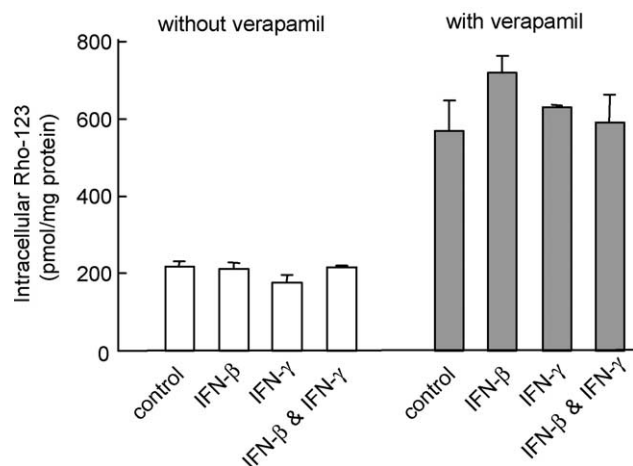 without verapamil
with verapamil
Intracellular Rho-123
(pmol/mg protein)
800
600
400
200
0
control
IFN-β
IFN-γ
IFN-β & IFN-γ
control
IFN-β
IFN-γ
IFN-β & IFN-γ